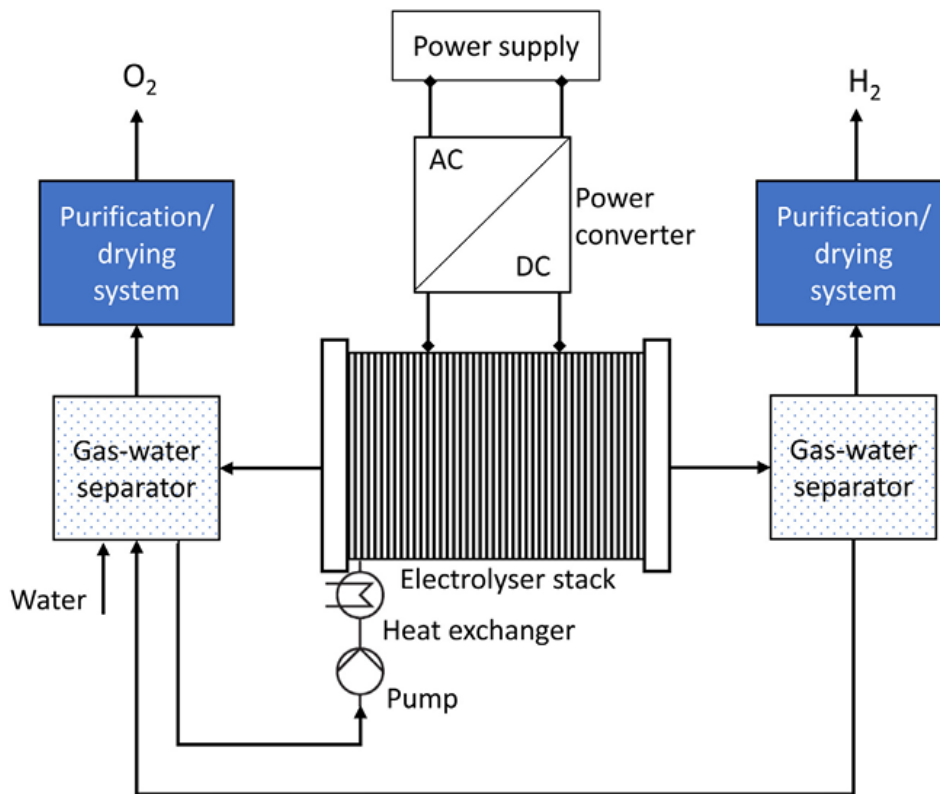 Power supply
O₂
H₂
AC
DC
Power
converter
Purification/
drying
system
Purification/
drying
system
Gas-water
separator
Gas-water
separator
Water
Electrolyser stack
Heat exchanger
Pump